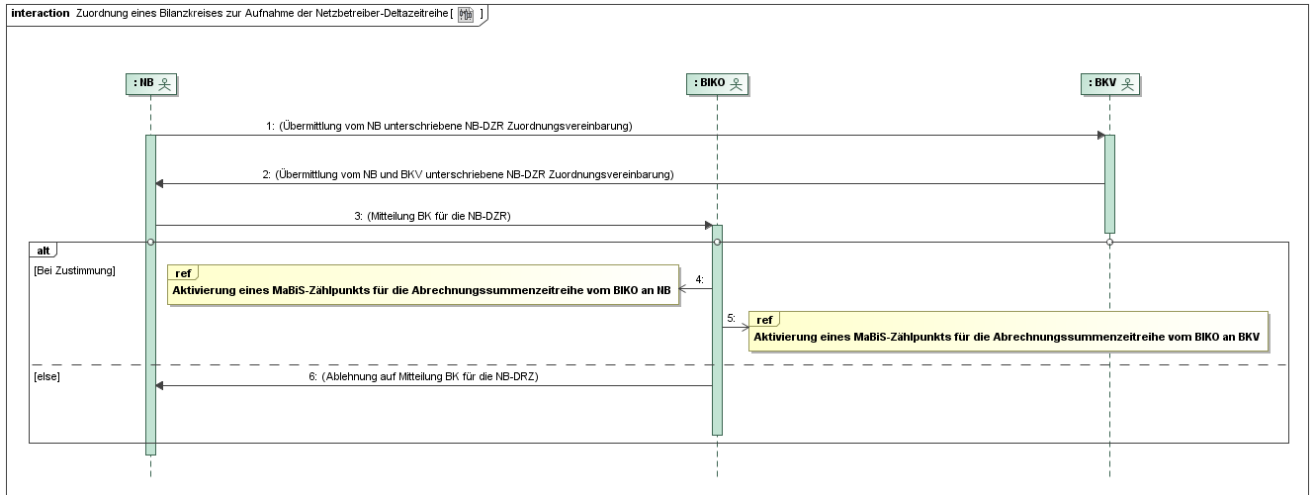 interaction Zuordnung eines Bilanzkreises zur Aufnahme der Netzbetreiber-Deltazeitreihe [ ]
: NB
: BIKO
: BKV
1: (Übermittlung vom NB unterschriebene NB-DZR Zuordnungsvereinbarung)
2: (Übermittlung vom NB und BKV unterschriebene NB-DZR Zuordnungsvereinbarung)
3: (Mitteilung BK für die NB-DZR)
alt
[Bei Zustimmung]
ref
4:
Aktivierung eines MaBiS-Zählpunkts für die Abrechnungssummenzeitreihe vom BIKO an NB
5:
ref
Aktivierung eines MaBiS-Zählpunkts für die Abrechnungssummenzeitreihe vom BIKO an BKV
[else]
6: (Ablehnung auf Mitteilung BK für die NB-DRZ)